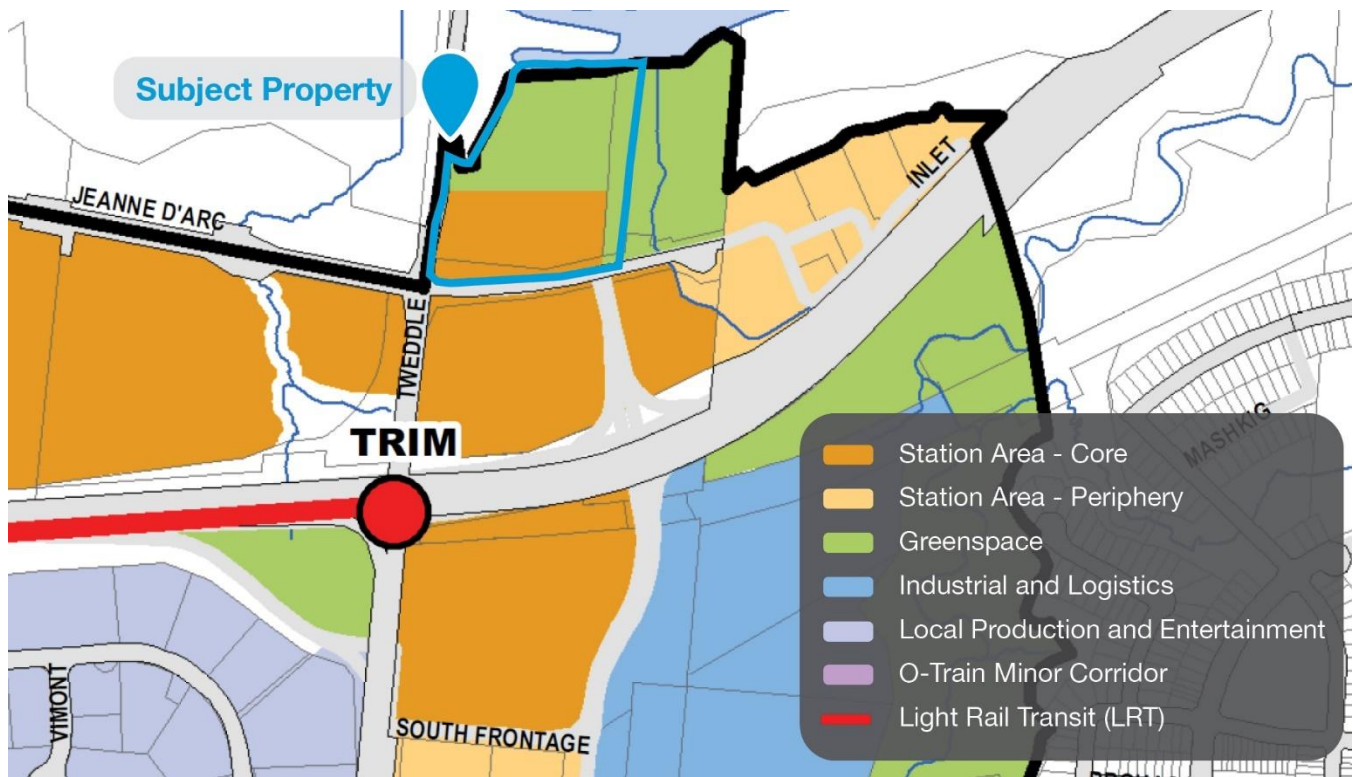 Subject Property
JEANNE D'ARC
TWEDDLE
INLET
TRIM
MASHKIG
VIMONT
SOUTH FRONTAGE
Station Area - Core
Station Area - Periphery
Greenspace
Industrial and Logistics
Local Production and Entertainment
O-Train Minor Corridor
Light Rail Transit (LRT)